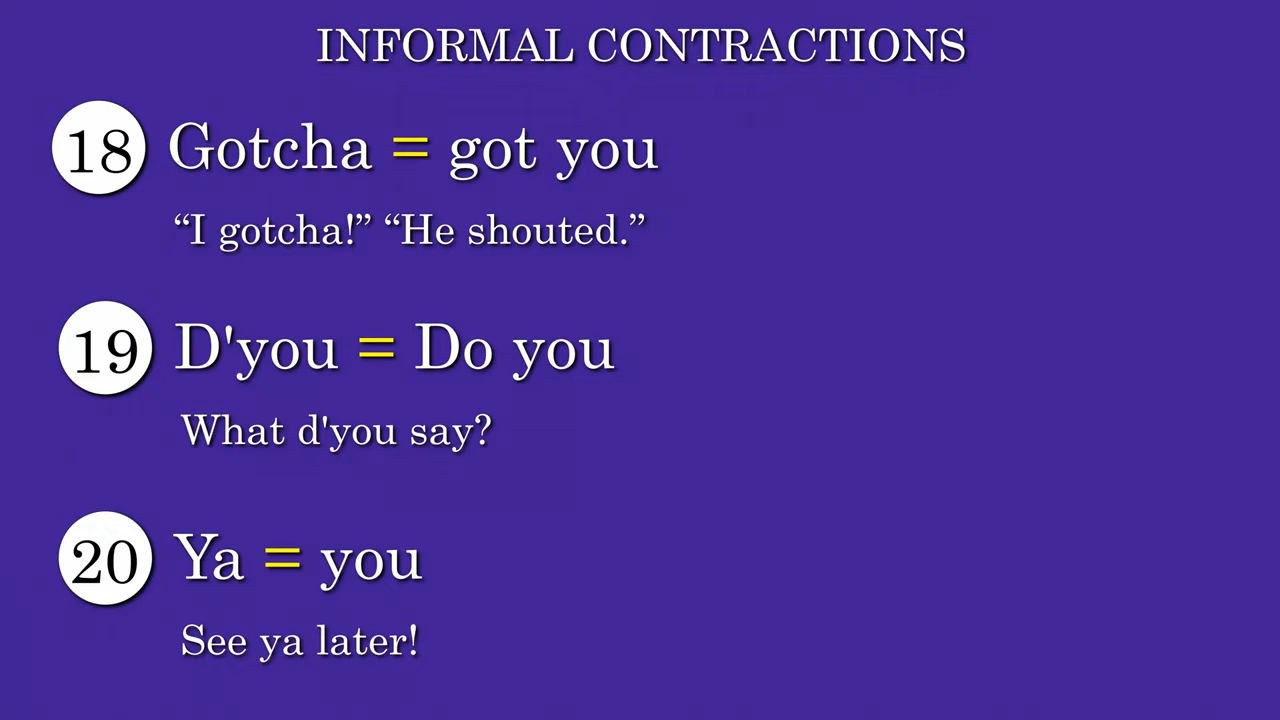 INFORMAL CONTRACTIONS
18 Gotcha = got you
“I gotcha!” “He shouted.”
19 D'you = Do you
What d'you say?
20 Ya = you
See ya later!